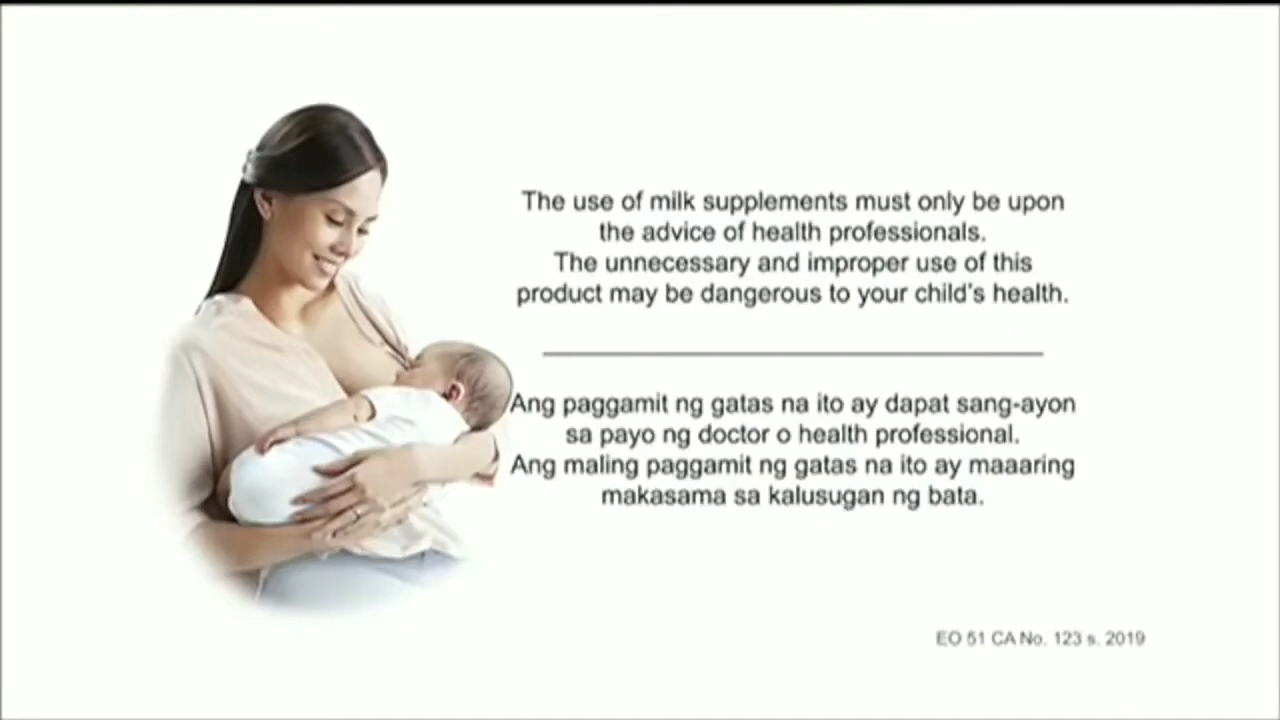 The use of milk supplements must only be upon
the advice of health professionals.
The unnecessary and improper use of this
product may be dangerous to your child's health.
Ang paggamit ng gatas na ito ay dapat sang-ayon
sa payo ng doctor o health professional.
Ang maling paggamit ng gatas na ito ay maaaring
makasama sa kalusugan ng bata.
EO 51 CA No. 123 s. 2019